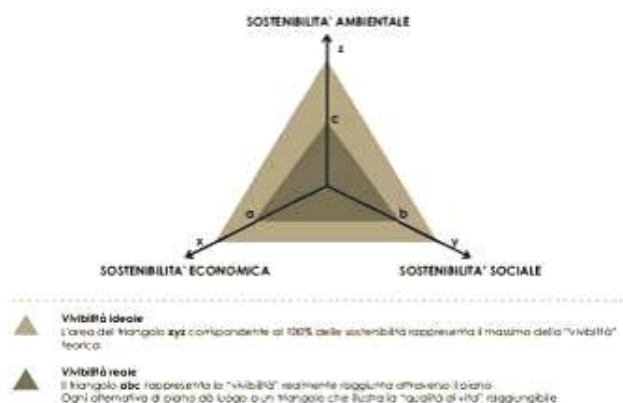 SOSTENIBILITA' AMBIENTALE
z
c
a
b
x
y
SOSTENIBILITA' ECONOMICA
SOSTENIBILITA' SOCIALE
Vivibilità ideale
L'area del triangolo xyz corrispondente al 100% delle sostenibilità rappresenta il massimo della "vivibilità"
teorica
Vivibilità reale
Il triangolo abc rappresenta la "vivibilità" realmente raggiunta attraverso il piano
Ogni alternativa di piano dà luogo a un triangolo che illustra la "qualità di vita" raggiungibile